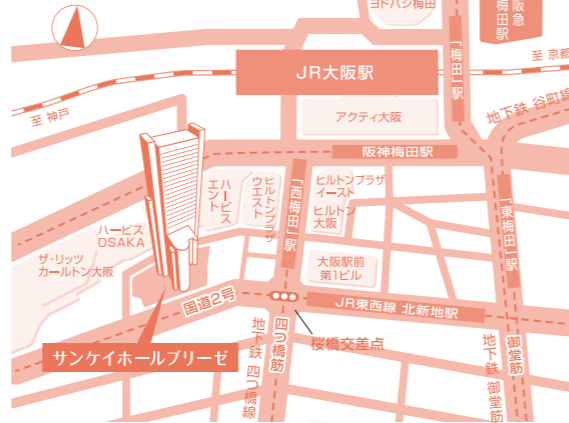 ヨドバシ梅田
阪急
梅田駅
「梅田」駅
至 京都
JR大阪駅
至 神戸
アクティ大阪
地下鉄 谷町線
阪神梅田駅
ハービス
エント
ヒルトンプラザ
ウエスト
「西梅田」駅
ヒルトンプラザ
イースト
ヒルトン
大阪
「東梅田」駅
ハービス
OSAKA
ザ・リッツ
カールトン大阪
大阪駅前
第1ビル
国道2号
JR東西線 北新地駅
サンケイホールブリーゼ
地下鉄 四つ橋線
四つ橋筋
桜橋交差点
地下鉄 御堂筋
御堂筋